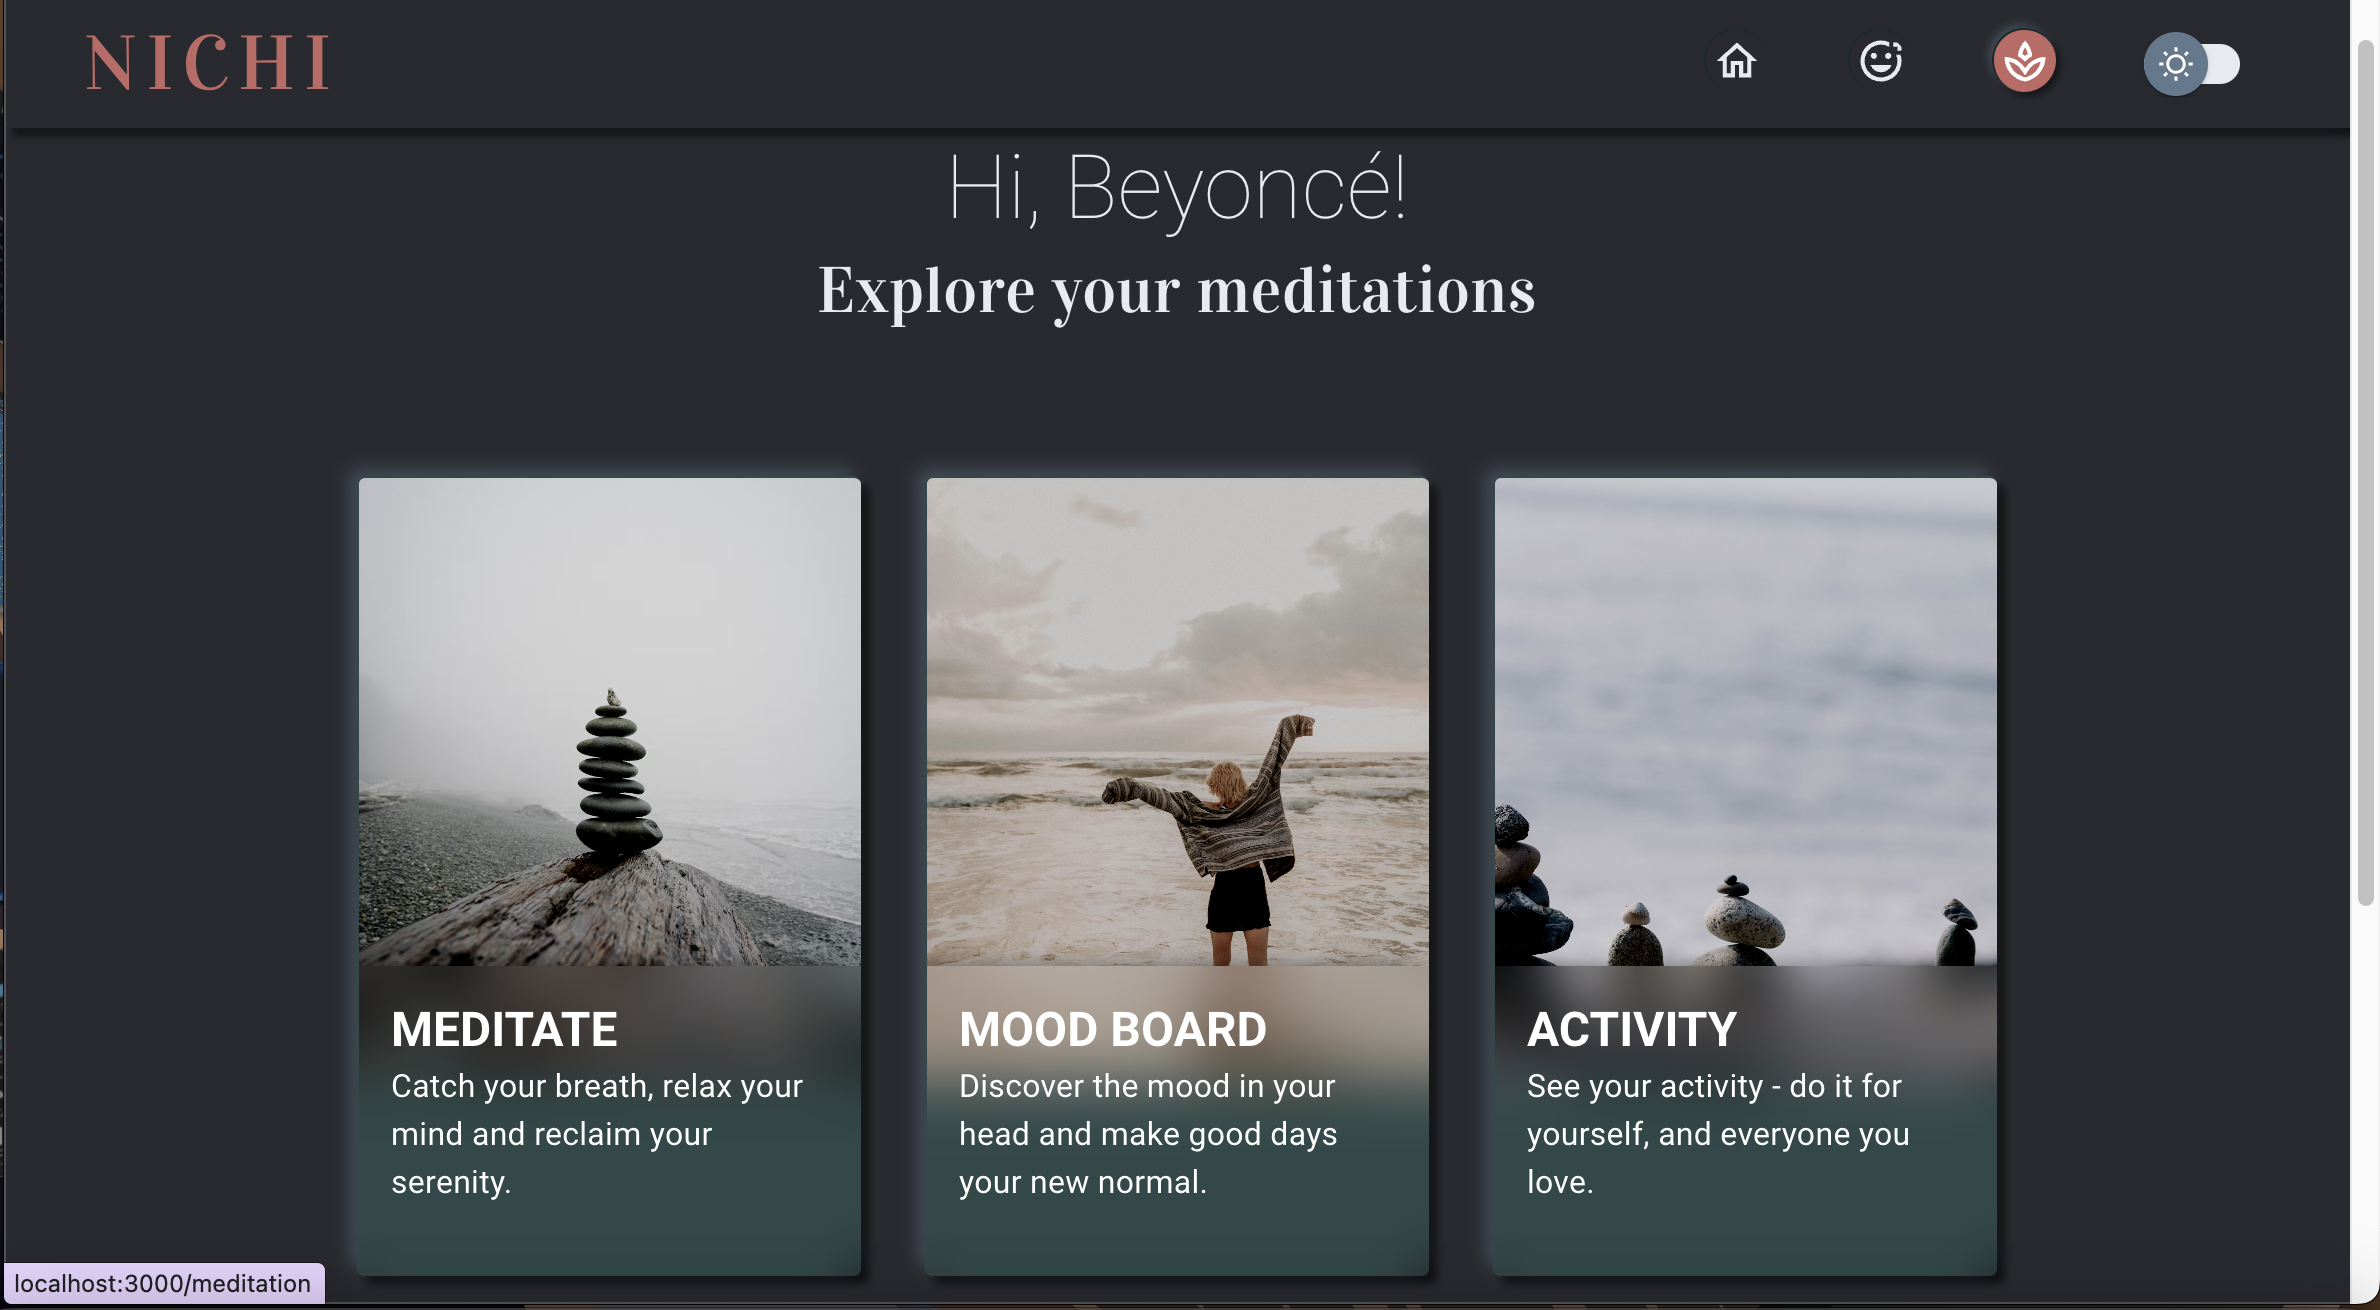 NICHI
Hi, Beyoncé!
Explore your meditations
MEDITATE
Catch your breath, relax your
mind and reclaim your
serenity.
MOOD BOARD
Discover the mood in your
head and make good days
your new normal.
ACTIVITY
See your activity - do it for
yourself, and everyone you
love.
localhost:3000/meditation